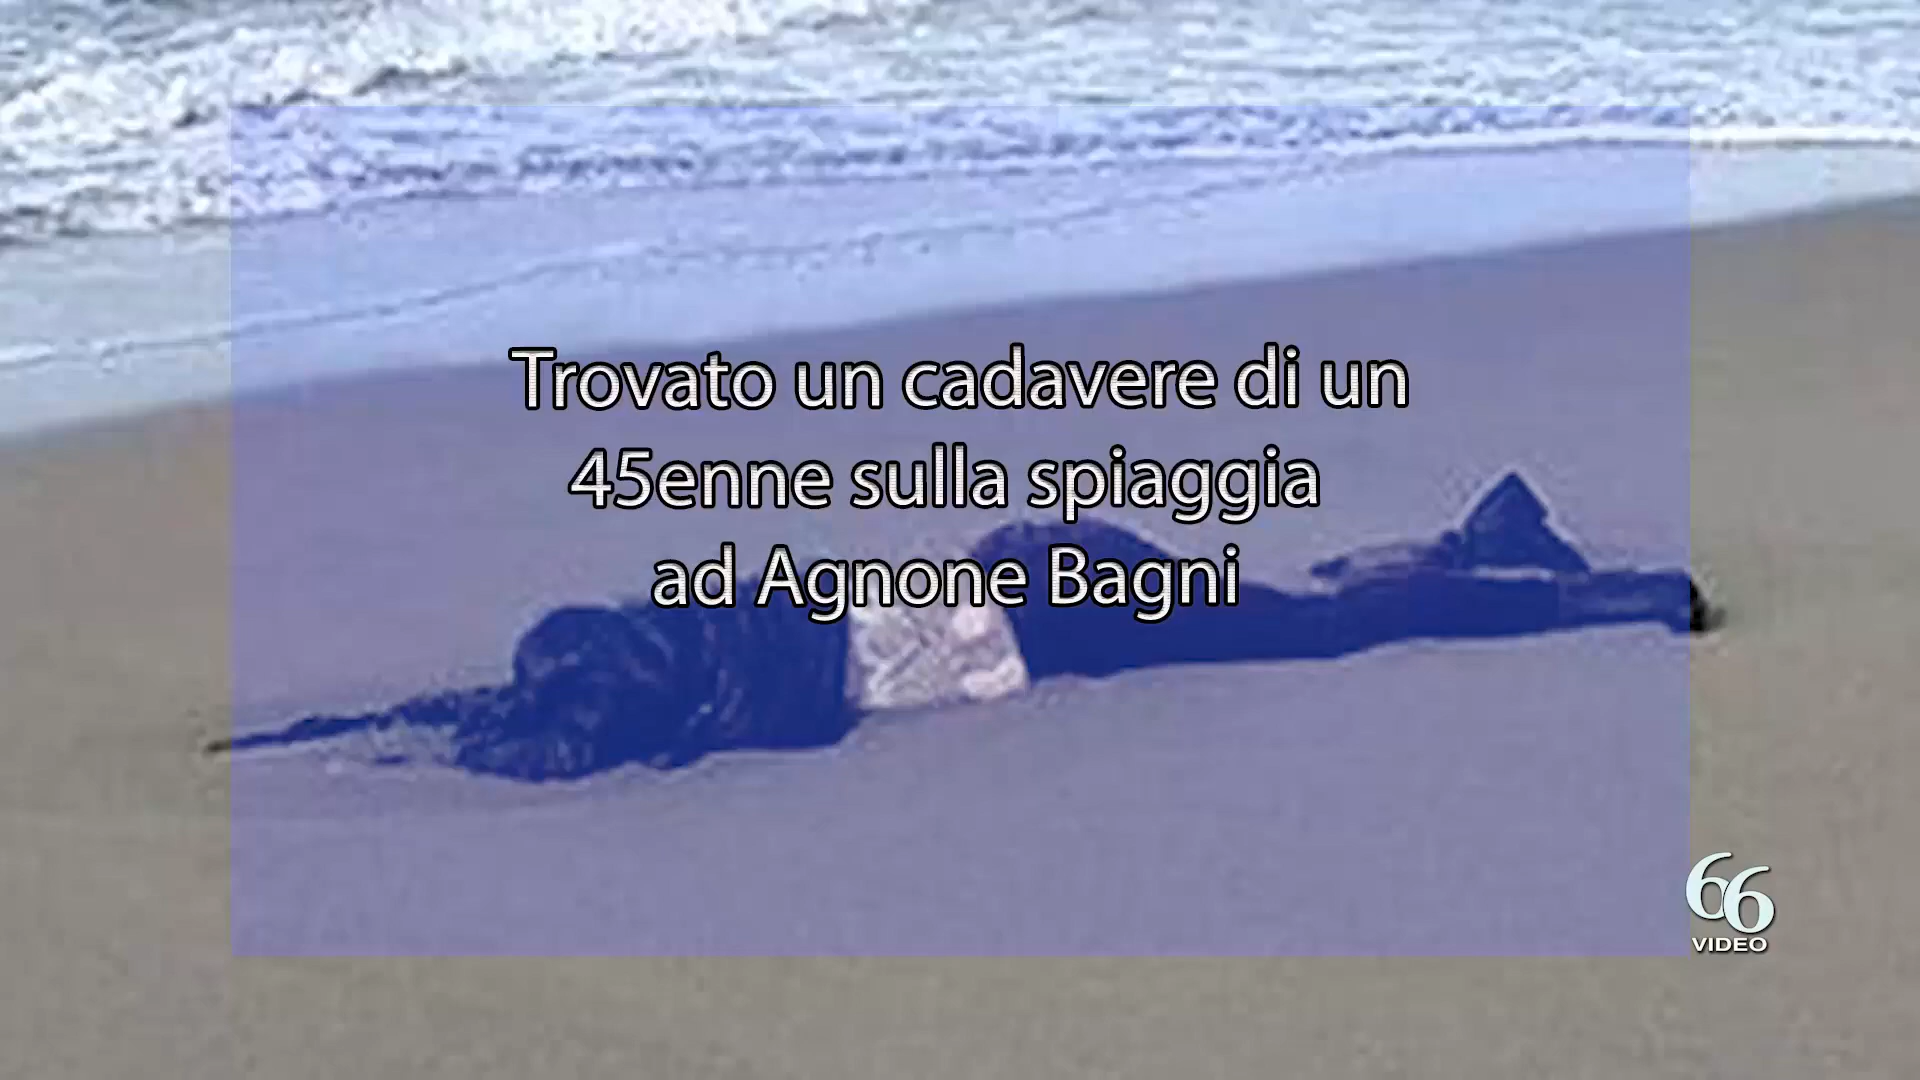 Trovato un cadavere di un
45enne sulla spiaggia
ad Agnone Bagni
66
VIDEO